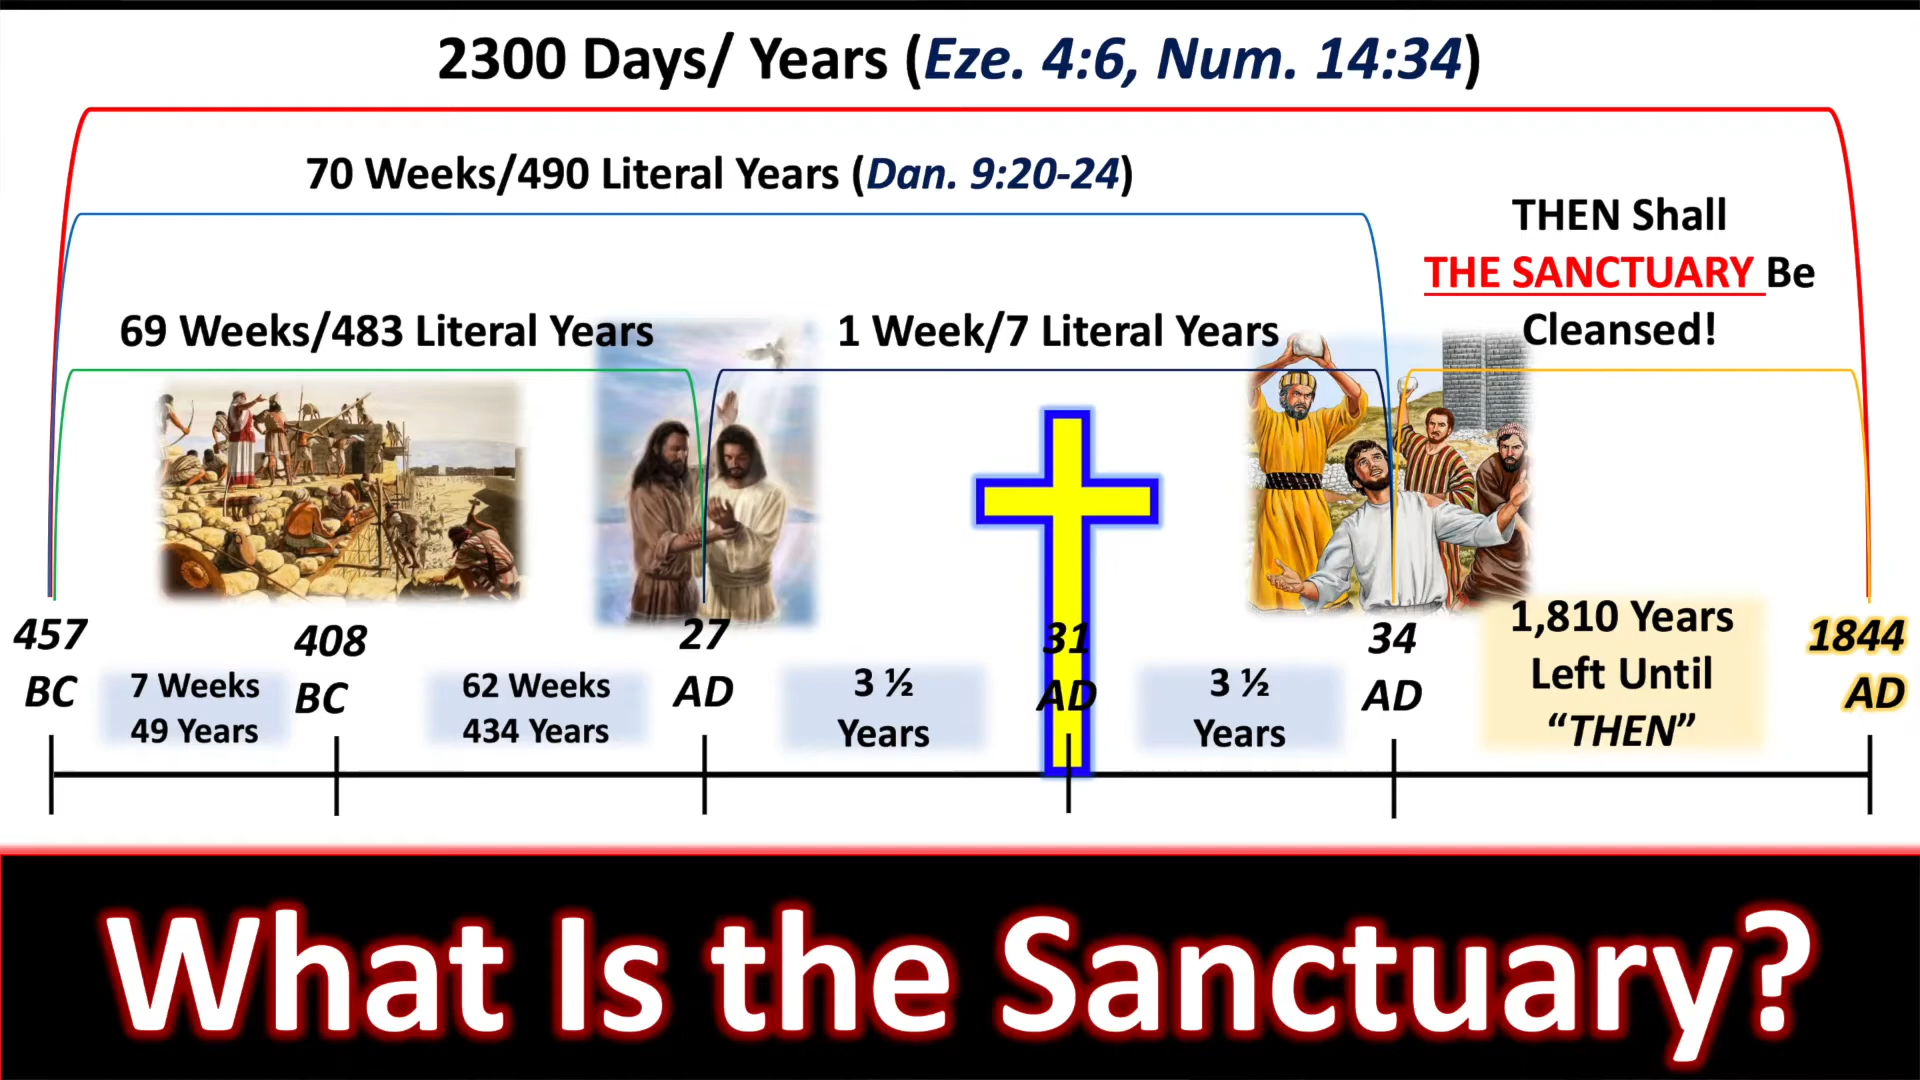 2300 Days/ Years (Eze. 4:6, Num. 14:34)
70 Weeks/490 Literal Years (Dan. 9:20-24)
THEN Shall
THE SANCTUARY Be
Cleansed!
69 Weeks/483 Literal Years
1 Week/7 Literal Years
457
BC
7 Weeks
49 Years
408
BC
62 Weeks
434 Years
27
AD
3 ½
Years
31
AD
3 ½
Years
34
AD
1,810 Years
Left Until
“THEN”
1844
AD
What Is the Sanctuary?